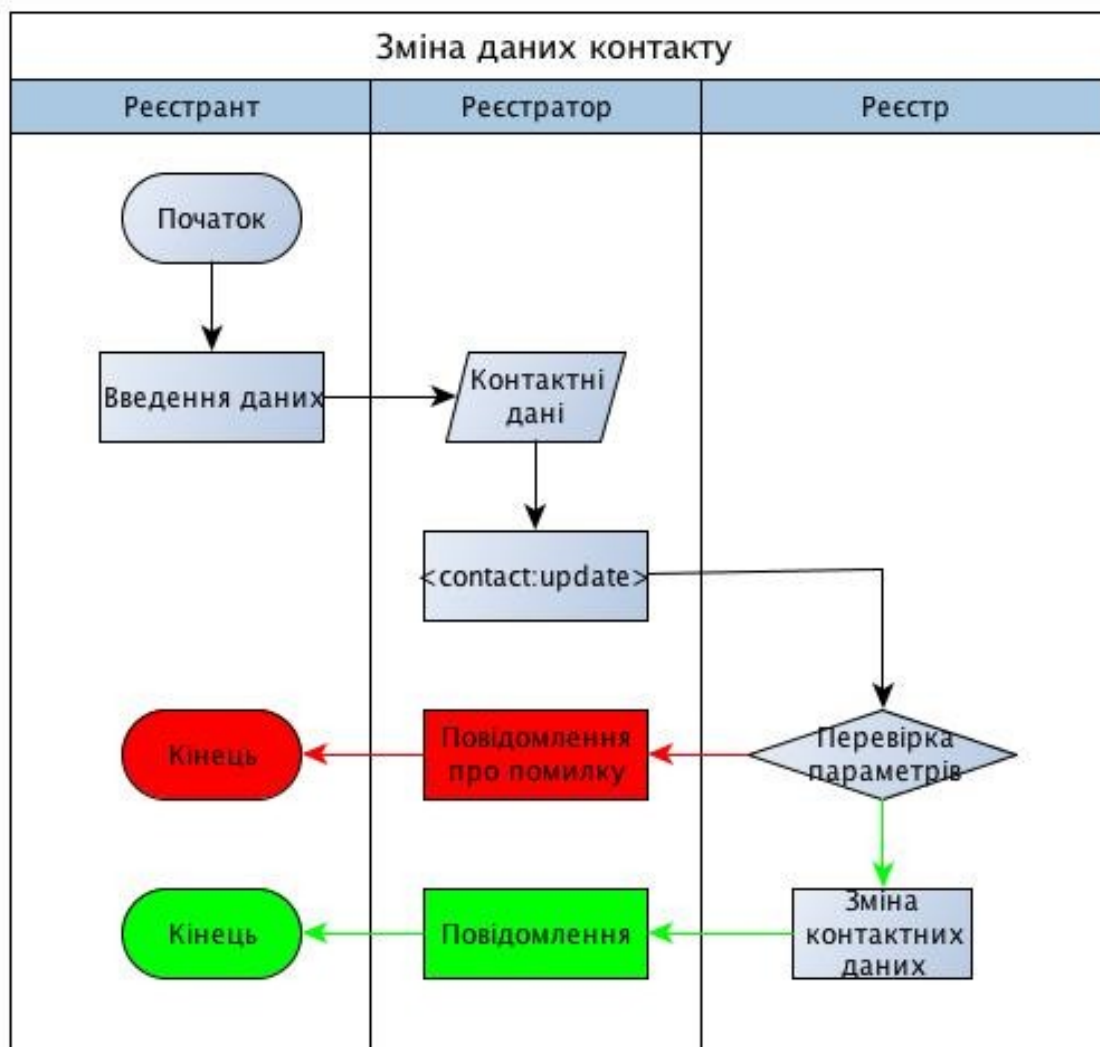 Зміна даних контакту
Реєстрант
Реєстратор
Реєстр
Початок
Введення даних
Контактні
дані
<contact:update>
Перевірка
параметрів
Повідомлення
про помилку
Кінець
Зміна
контактних
даних
Повідомлення
Кінець